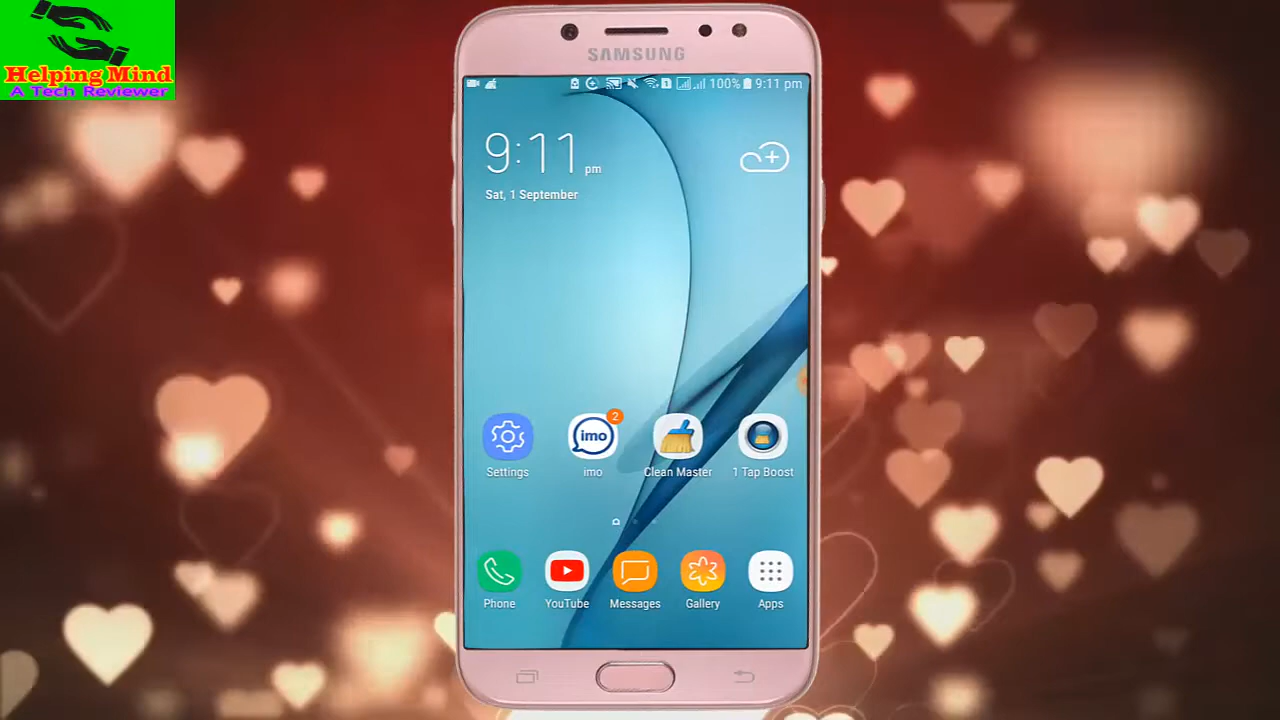 Helping Mind
A Tech Reviewer
SAMSUNG
1
100% 9:11 pm
9:11 pm
Sat, 1 September
imo
2
Settings
imo
Clean Master
1 Tap Boost
Phone
YouTube
Messages
Gallery
Apps